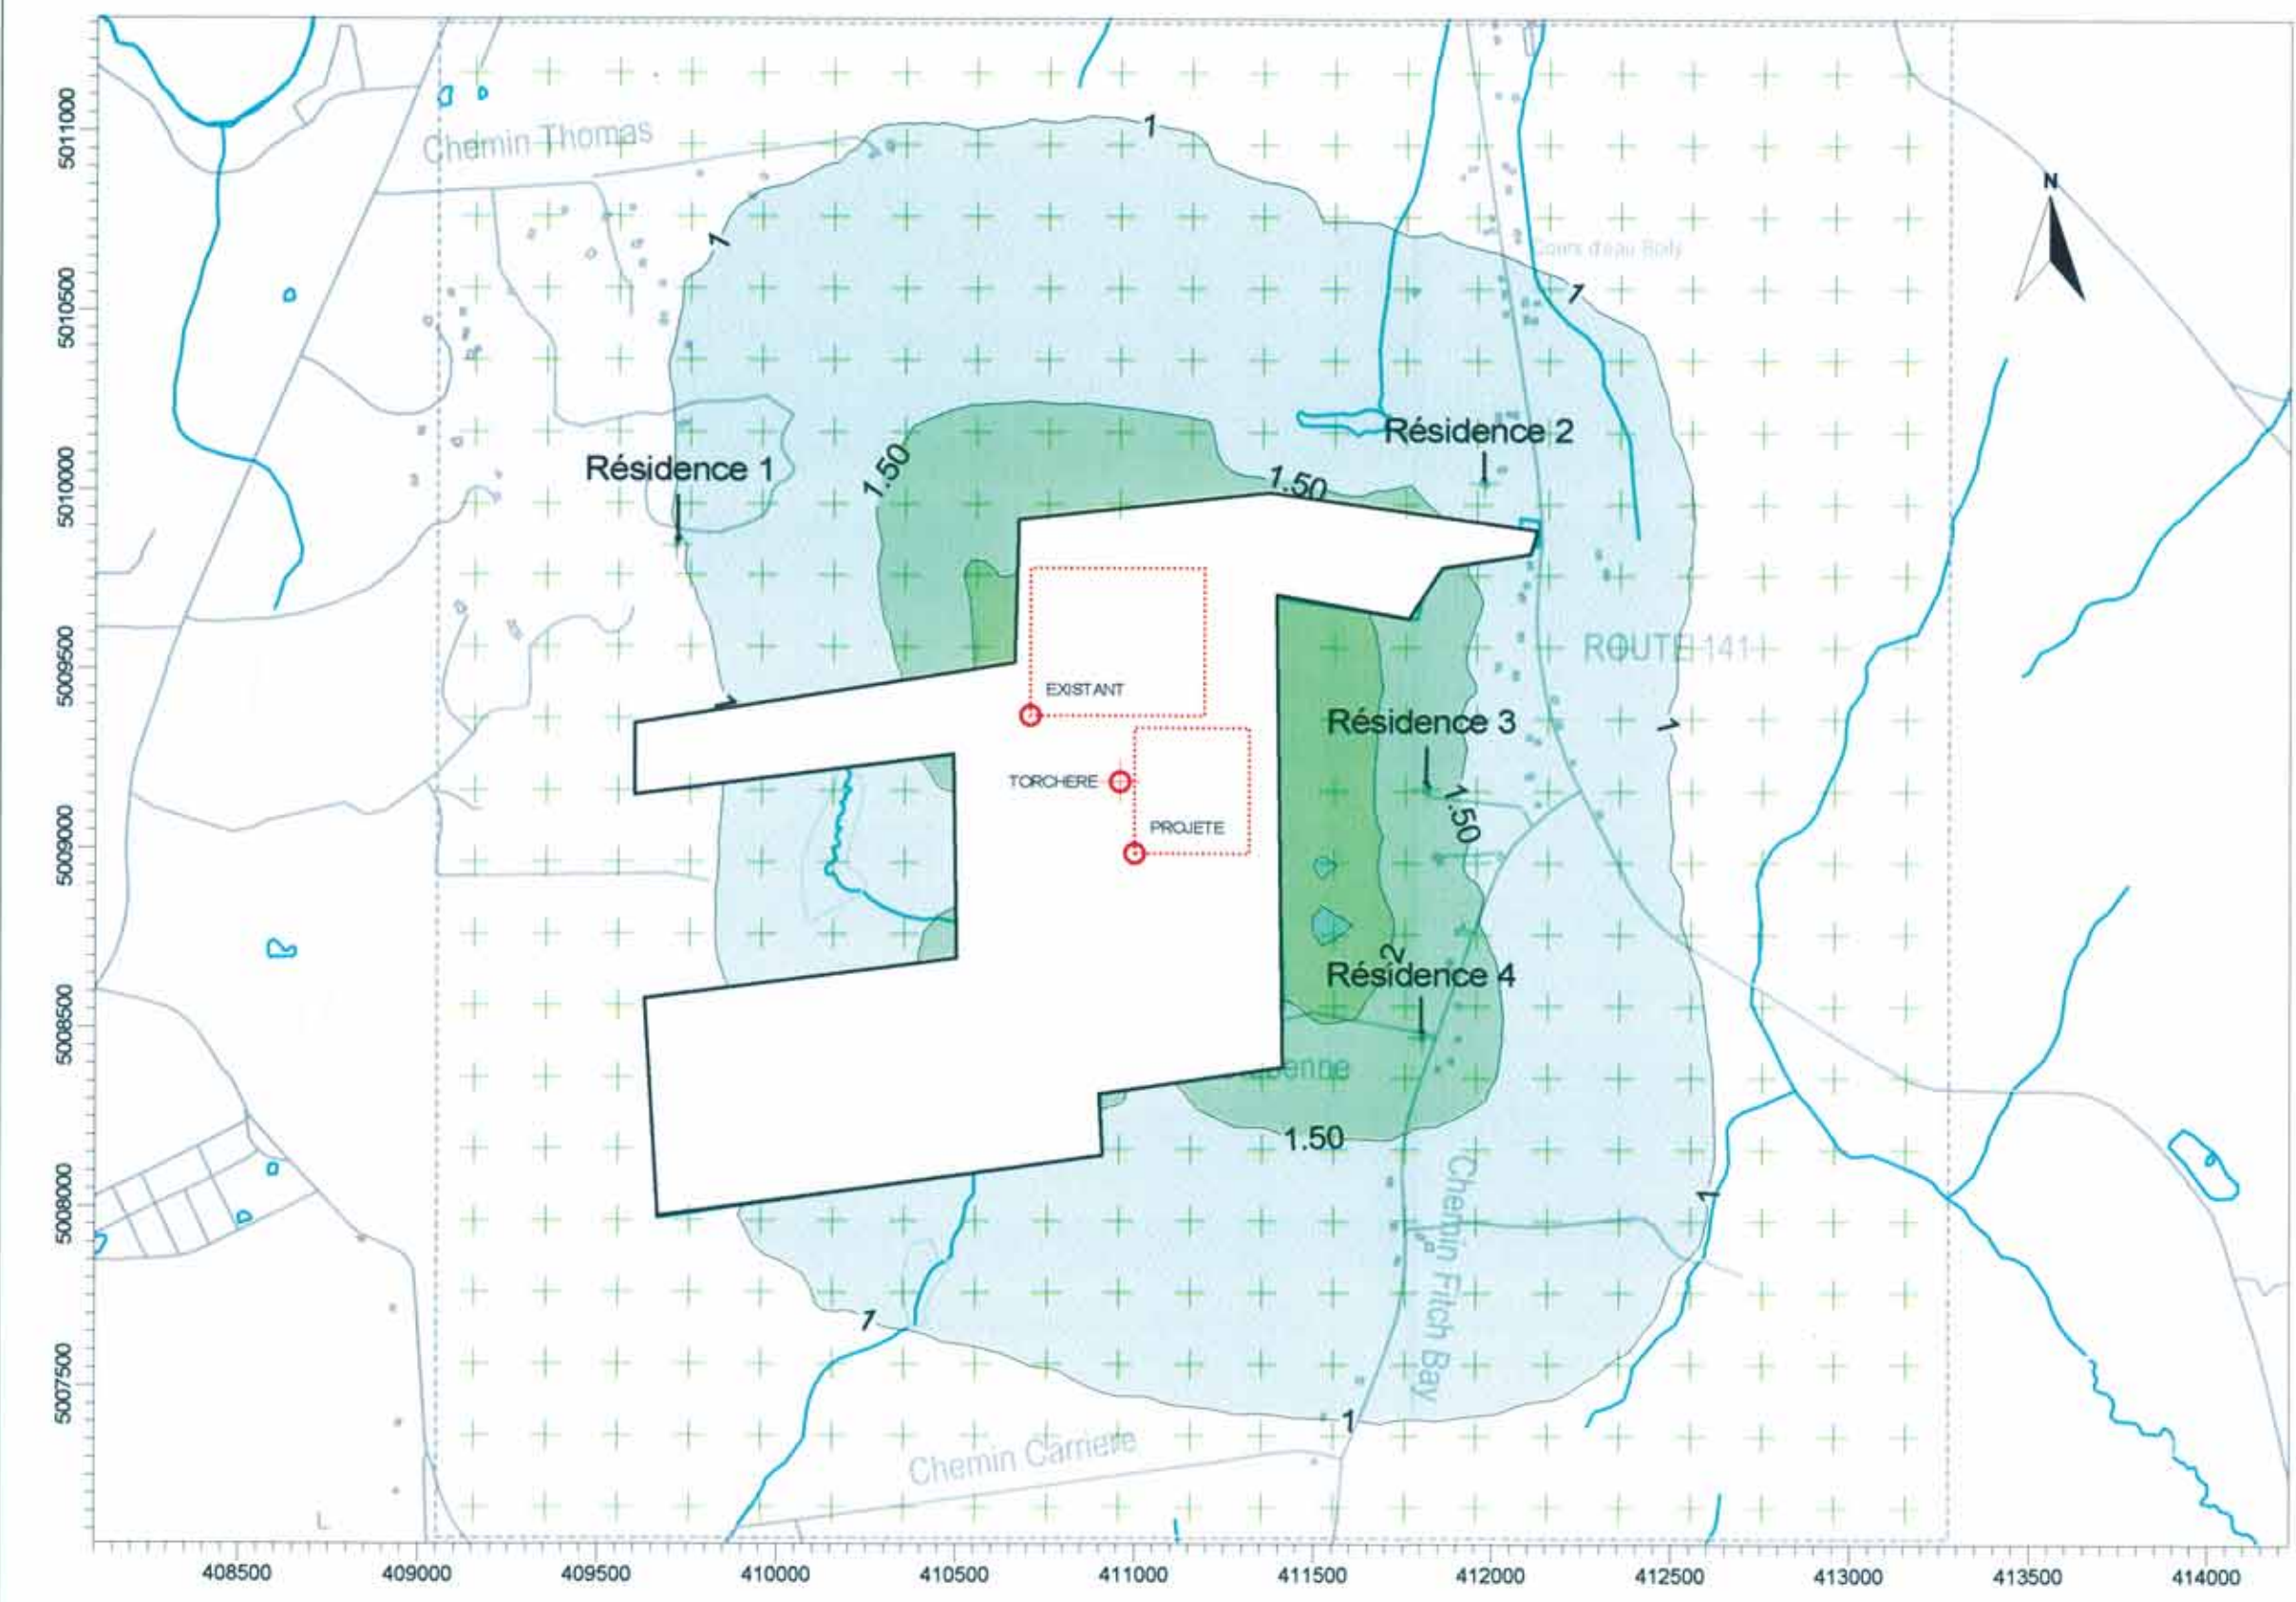 1
Chemin Thomas
5011000
N
1
Cours d'eau Boily
1
5010500
Résidence 2
Résidence 1
1.50
1.50
5010000
ROUTE 141
5009500
EXISTANT
1
Résidence 3
1
TORCHERE
1.50
PROJETE
5009000
2
Résidence 4
5008500
1.50
1
5008000
Chemin Fitch Bay
1
1
5007500
Chemin Carriere
L
408500 409000 409500 410000 410500 411000 411500 412000 412500 413000 413500 414000